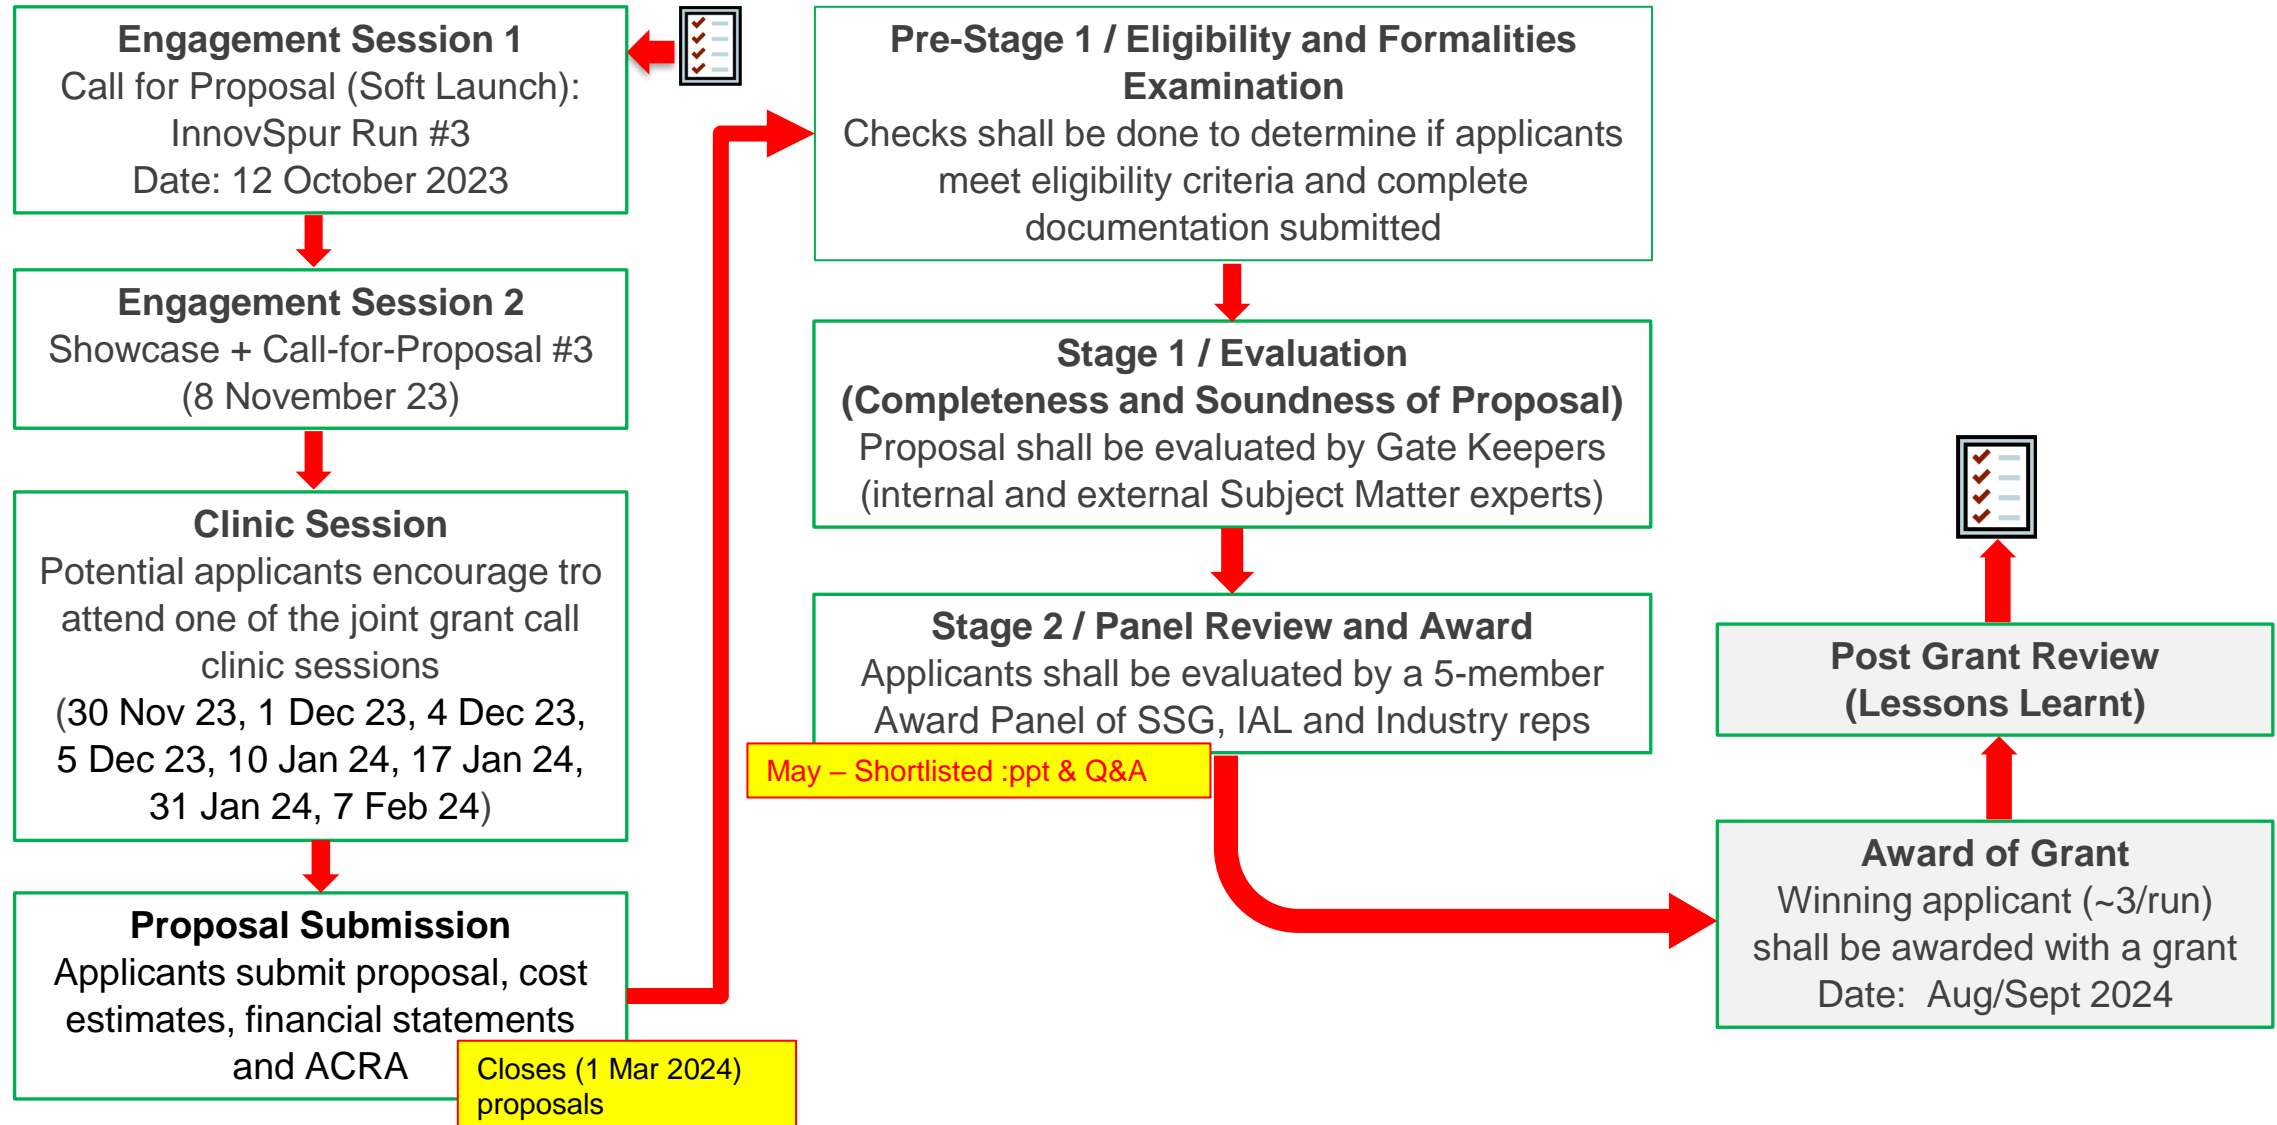 Engagement Session 1
Call for Proposal (Soft Launch):
InnovSpur Run #3
Date: 12 October 2023
Engagement Session 2
Showcase + Call-for-Proposal #3
(8 November 23)
Clinic Session
Potential applicants encourage tro
attend one of the joint grant call
clinic sessions
(30 Nov 23, 1 Dec 23, 4 Dec 23,
5 Dec 23, 10 Jan 24, 17 Jan 24,
31 Jan 24, 7 Feb 24)
Proposal Submission
Applicants submit proposal, cost
estimates, financial statements
and ACRA
Closes (1 Mar 2024)
proposals
Pre-Stage 1 / Eligibility and Formalities
Examination
Checks shall be done to determine if applicants
meet eligibility criteria and complete
documentation submitted
Stage 1 / Evaluation
(Completeness and Soundness of Proposal)
Proposal shall be evaluated by Gate Keepers
(internal and external Subject Matter experts)
Stage 2 / Panel Review and Award
Applicants shall be evaluated by a 5-member
Award Panel of SSG, IAL and Industry reps
May – Shortlisted :ppt & Q&A
Award of Grant
Winning applicant (~3/run)
shall be awarded with a grant
Date:  Aug/Sept 2024
Post Grant Review
(Lessons Learnt)